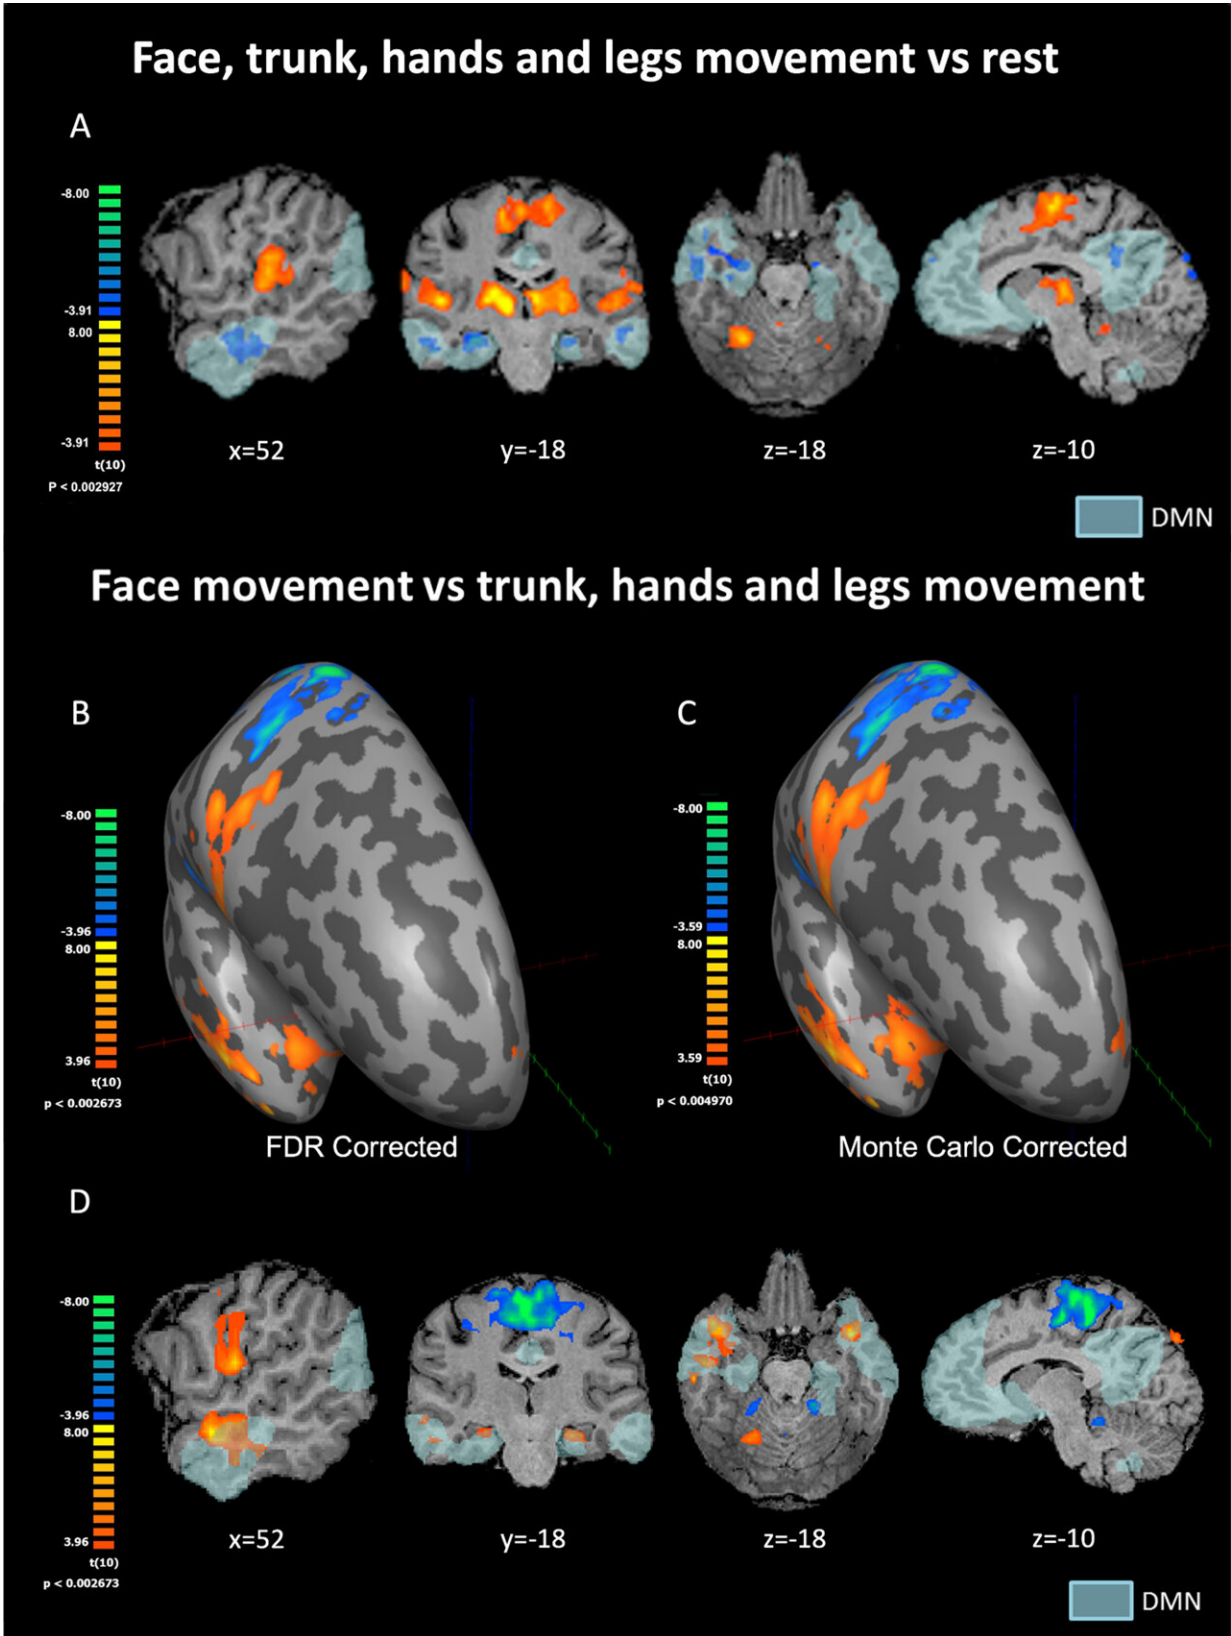 Face, trunk, hands and legs movement vs rest
A
-8.00
-3.91
8.00
-3.91
t(10)
P < 0.002927
x=52
y=-18
z=-18
z=-10
DMN
Face movement vs trunk, hands and legs movement
B
-8.00
-3.96
8.00
3.96
t(10)
p < 0.002673
FDR Corrected
C
-8.00
-3.59
8.00
3.59
t(10)
p < 0.004970
Monte Carlo Corrected
D
-8.00
-3.96
8.00
3.96
t(10)
p < 0.002673
x=52
y=-18
z=-18
z=-10
DMN